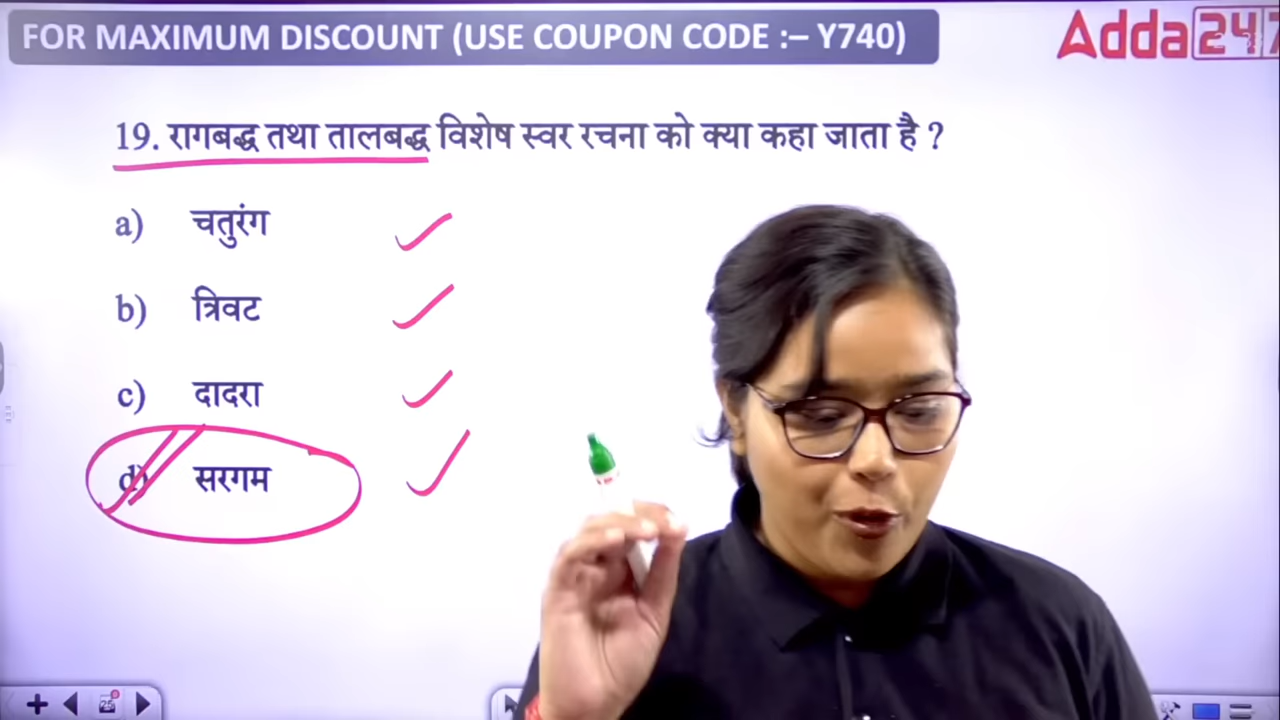 FOR MAXIMUM DISCOUNT (USE COUPON CODE :– Y740)
Adda247
19. रागबद्ध तथा तालबद्ध विशेष स्वर रचना को क्या कहा जाता है ?
a) चतुरंग
b) त्रिवट
c) दादरा
d) सरगम